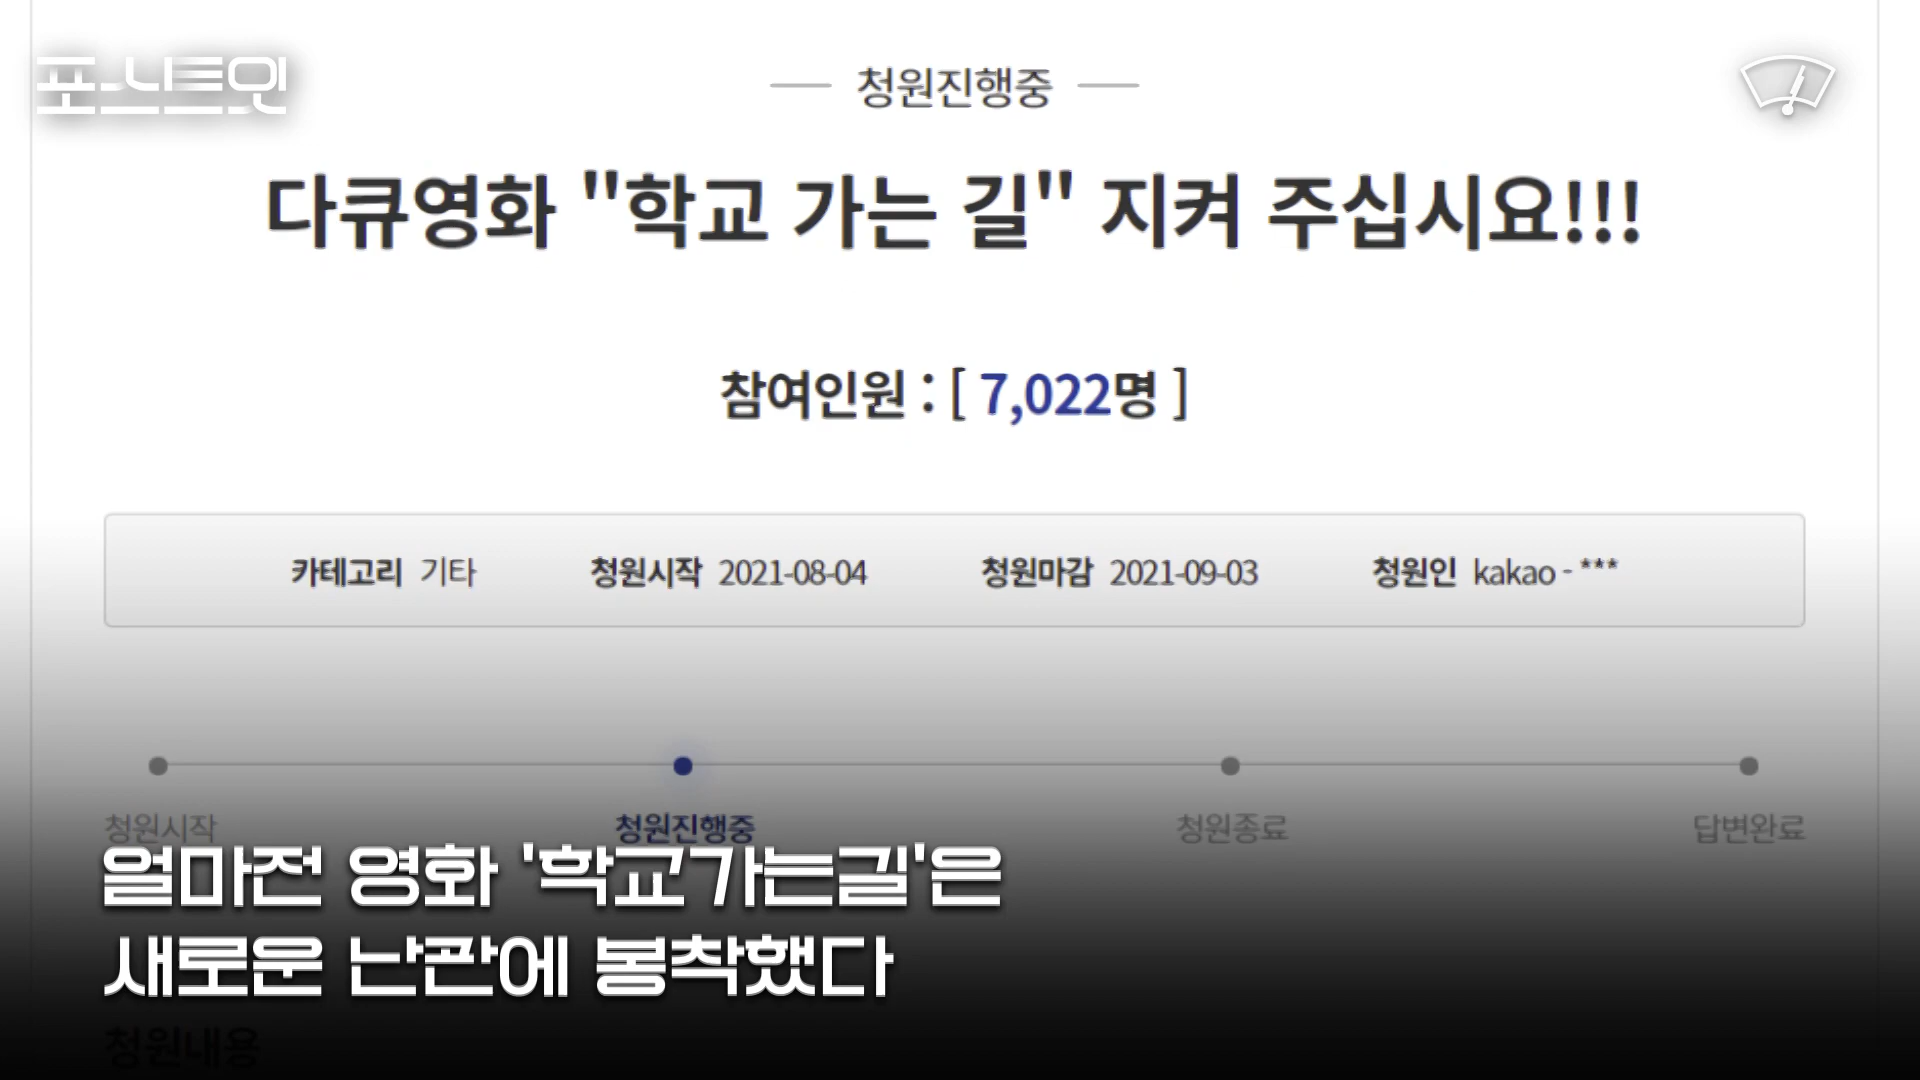 포스트잇
청원진행중
다큐영화 "학교 가는 길" 지켜 주십시요!!!
참여인원 : [ 7,022명 ]
카테고리 기타 청원시작 2021-08-04 청원마감 2021-09-03 청원인 kakao - ***
청원시작 청원진행중 청원종료 답변완료
얼마전 영화 '학교가는길'은
새로운 난관에 봉착했다
청원내용